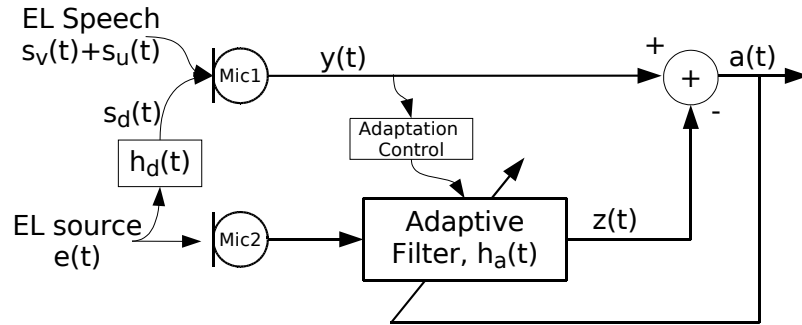 EL Speech
s_v(t)+s_u(t)
Mic1
y(t)
+
+
a(t)
-
s_d(t)
Adaptation
Control
h_d(t)
EL source
e(t)
Mic2
Adaptive
Filter, h_a(t)
z(t)